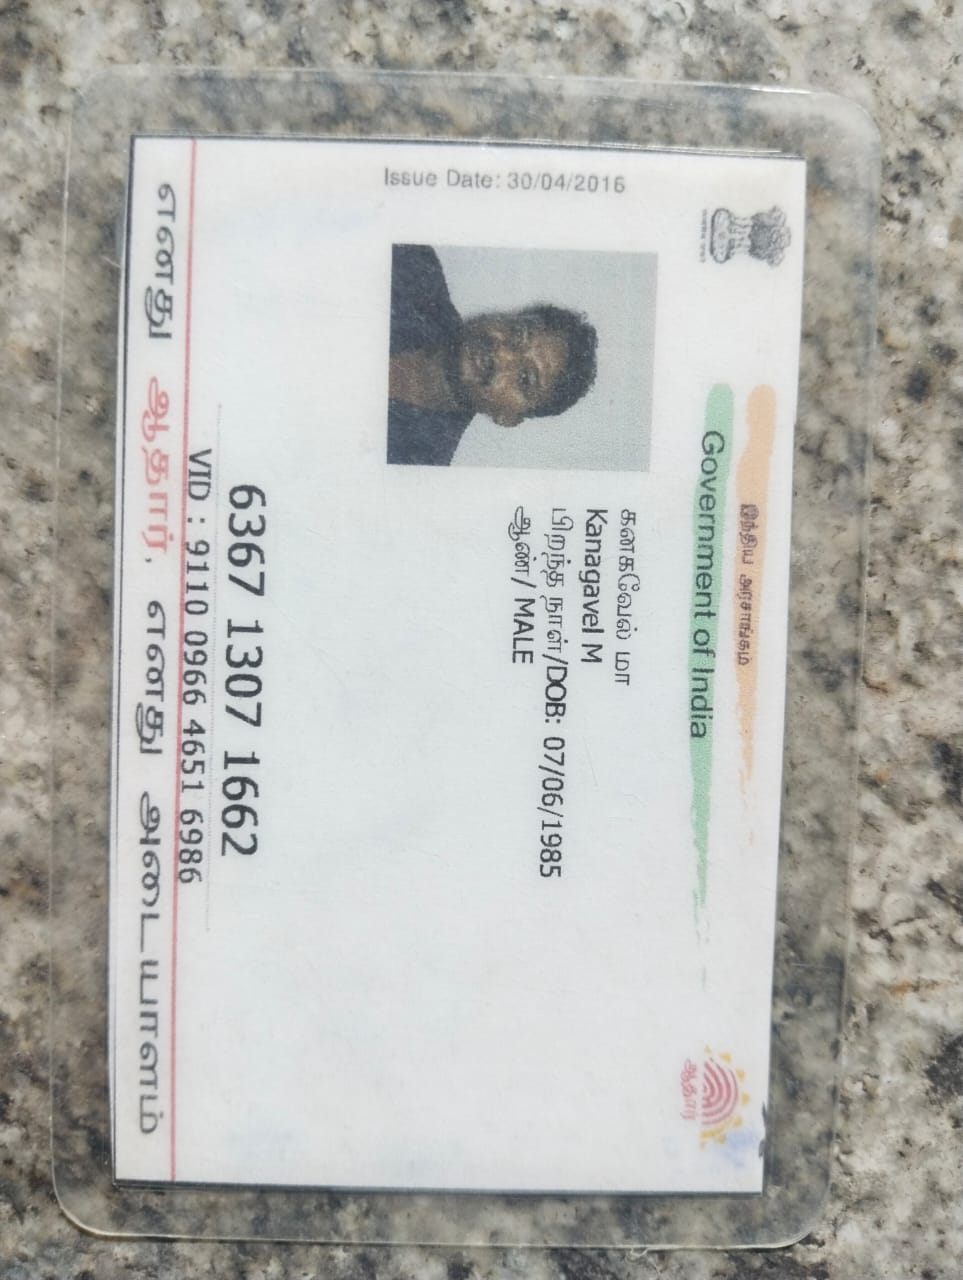 இந்திய அரசாங்கம்
Government of India
Issue Date: 30/04/2016
கனகவேல் மா
Kanagavel M
பிறந்த நாள்/DOB: 07/06/1985
ஆண்/ MALE
6367 1307 1662
VID : 9110 0966 4651 6986
ஆதார்
எனது ஆதார், எனது அடையாளம்